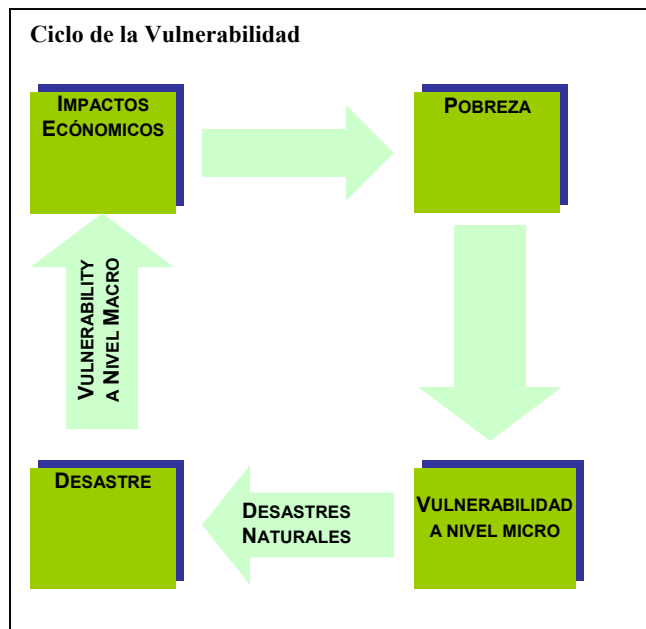 Ciclo de la Vulnerabilidad
IMPACTOS
ECÓNOMICOS
POBREZA
VULNERABILITY
A NIVEL MACRO
DESASTRE
DESASTRES
NATURALES
VULNERABILIDAD
A NIVEL MICRO